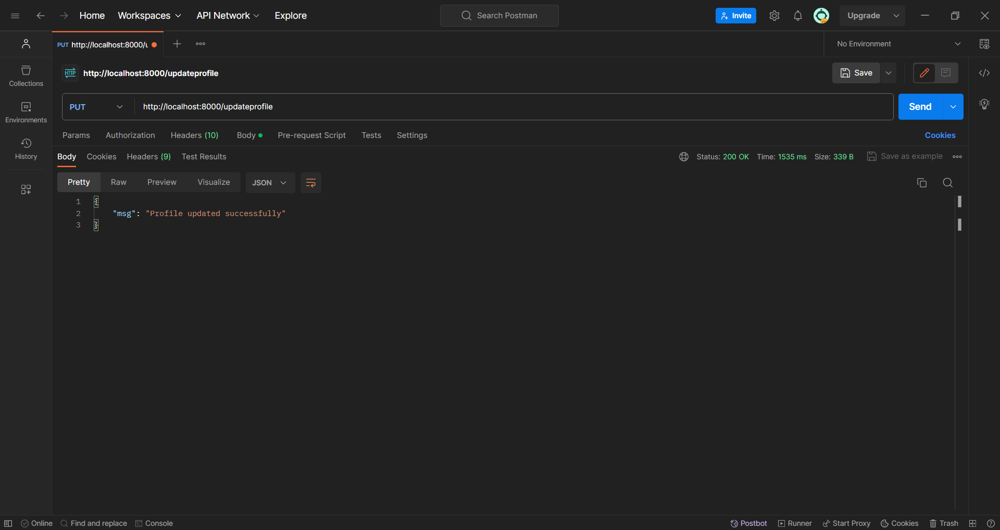 Home Workspaces API Network Explore Search Postman Invite Upgrade
PUT http://localhost:8000/u No Environment
HTTP http://localhost:8000/updateprofile Save
Collections
PUT http://localhost:8000/updateprofile Send
Environments
Params Authorization Headers (10) Body Pre-request Script Tests Settings Cookies
History
Body Cookies Headers (9) Test Results Status: 200 OK Time: 1535 ms Size: 339 B Save as example
Pretty Raw Preview Visualize JSON
1 {
2 "msg": "Profile updated successfully"
3 }
Online Find and replace Console Postbot Runner Start Proxy Cookies Trash